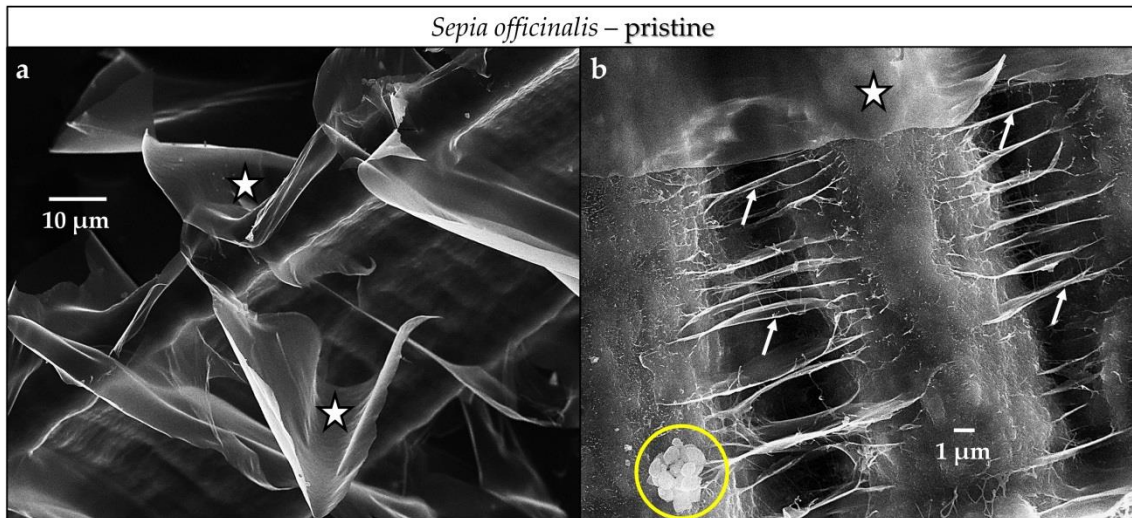 Sepia officinalis – pristine
a
b
10 µm
1 µm